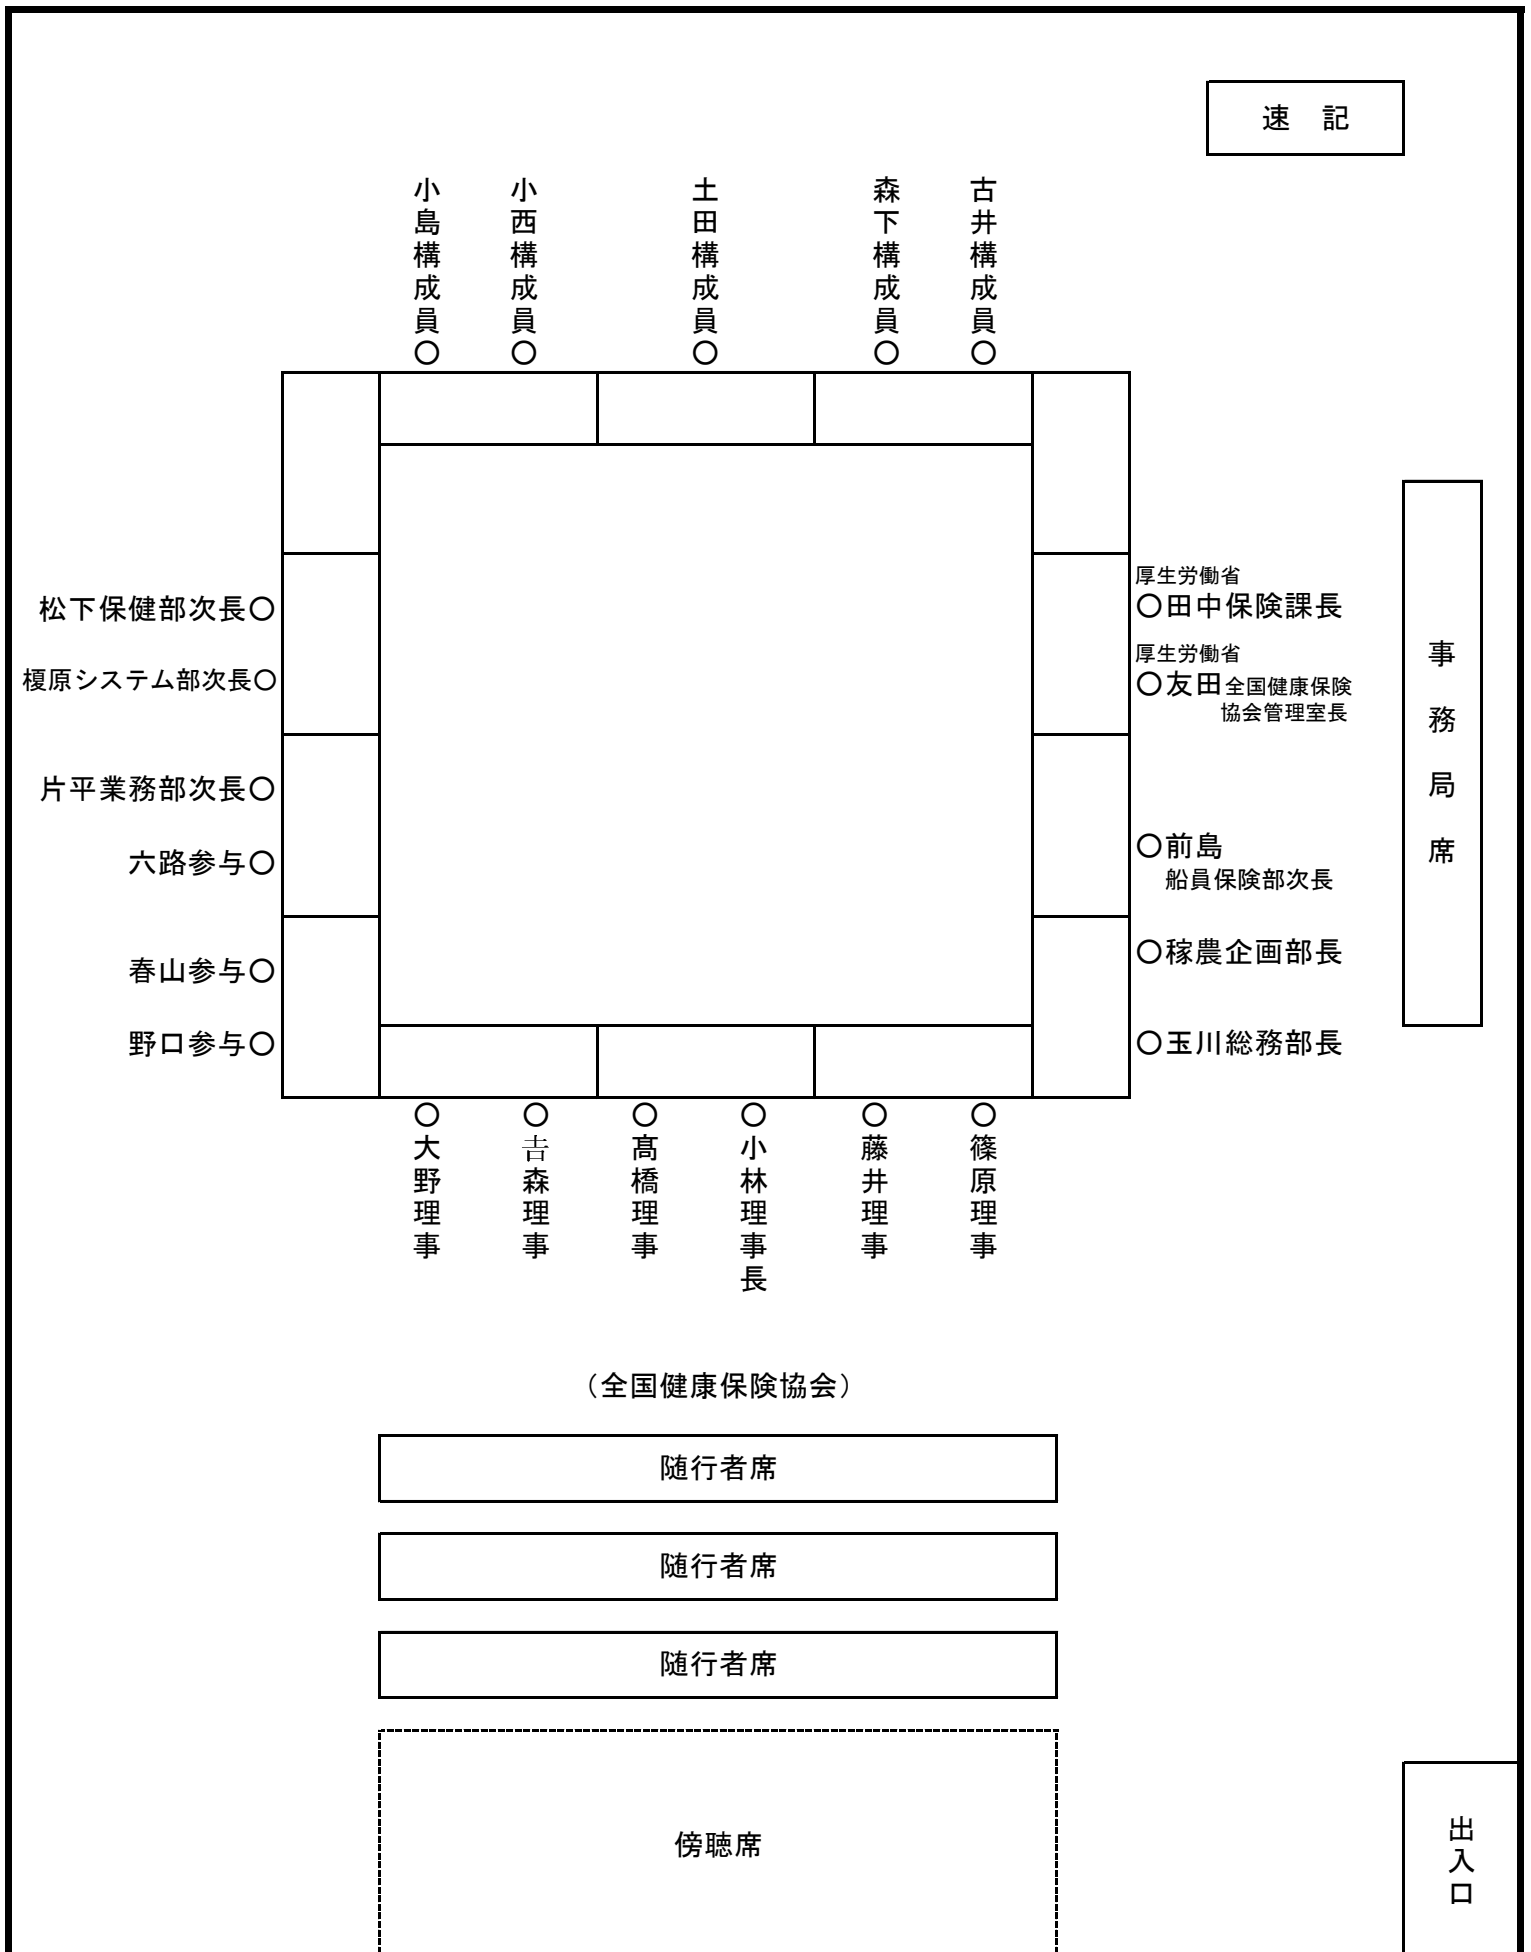 速　記
小島構成員○
小西構成員○
土田構成員○
森下構成員○
古井構成員○
松下保健部次長○
榎原システム部次長○
片平業務部次長○
六路参与○
春山参与○
野口参与○
厚生労働省
○田中保険課長
厚生労働省
○友田全国健康保険
協会管理室長
○前島
船員保険部次長
○稼農企画部長
○玉川総務部長
事務局席
○大野理事
○𠮷森理事
○髙橋理事
○小林理事長
○藤井理事
○篠原理事
（全国健康保険協会）
随行者席
随行者席
随行者席
傍聴席
出入口